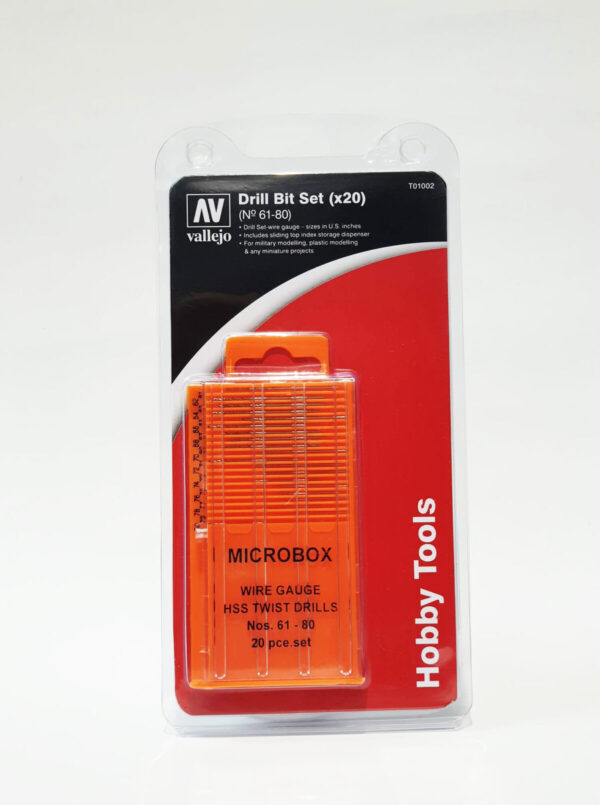 T01002
AV
vallejo
Drill Bit Set (x20)
(Nº 61-80)
• Drill Set-wire gauge - sizes in U.S. inches
• Includes sliding top index storage dispenser
• For military modelling, plastic modelling
& any miniature projects
MICROBOX
WIRE GAUGE
HSS TWIST DRILLS
Nos. 61 - 80
20 pce.set
Hobby Tools